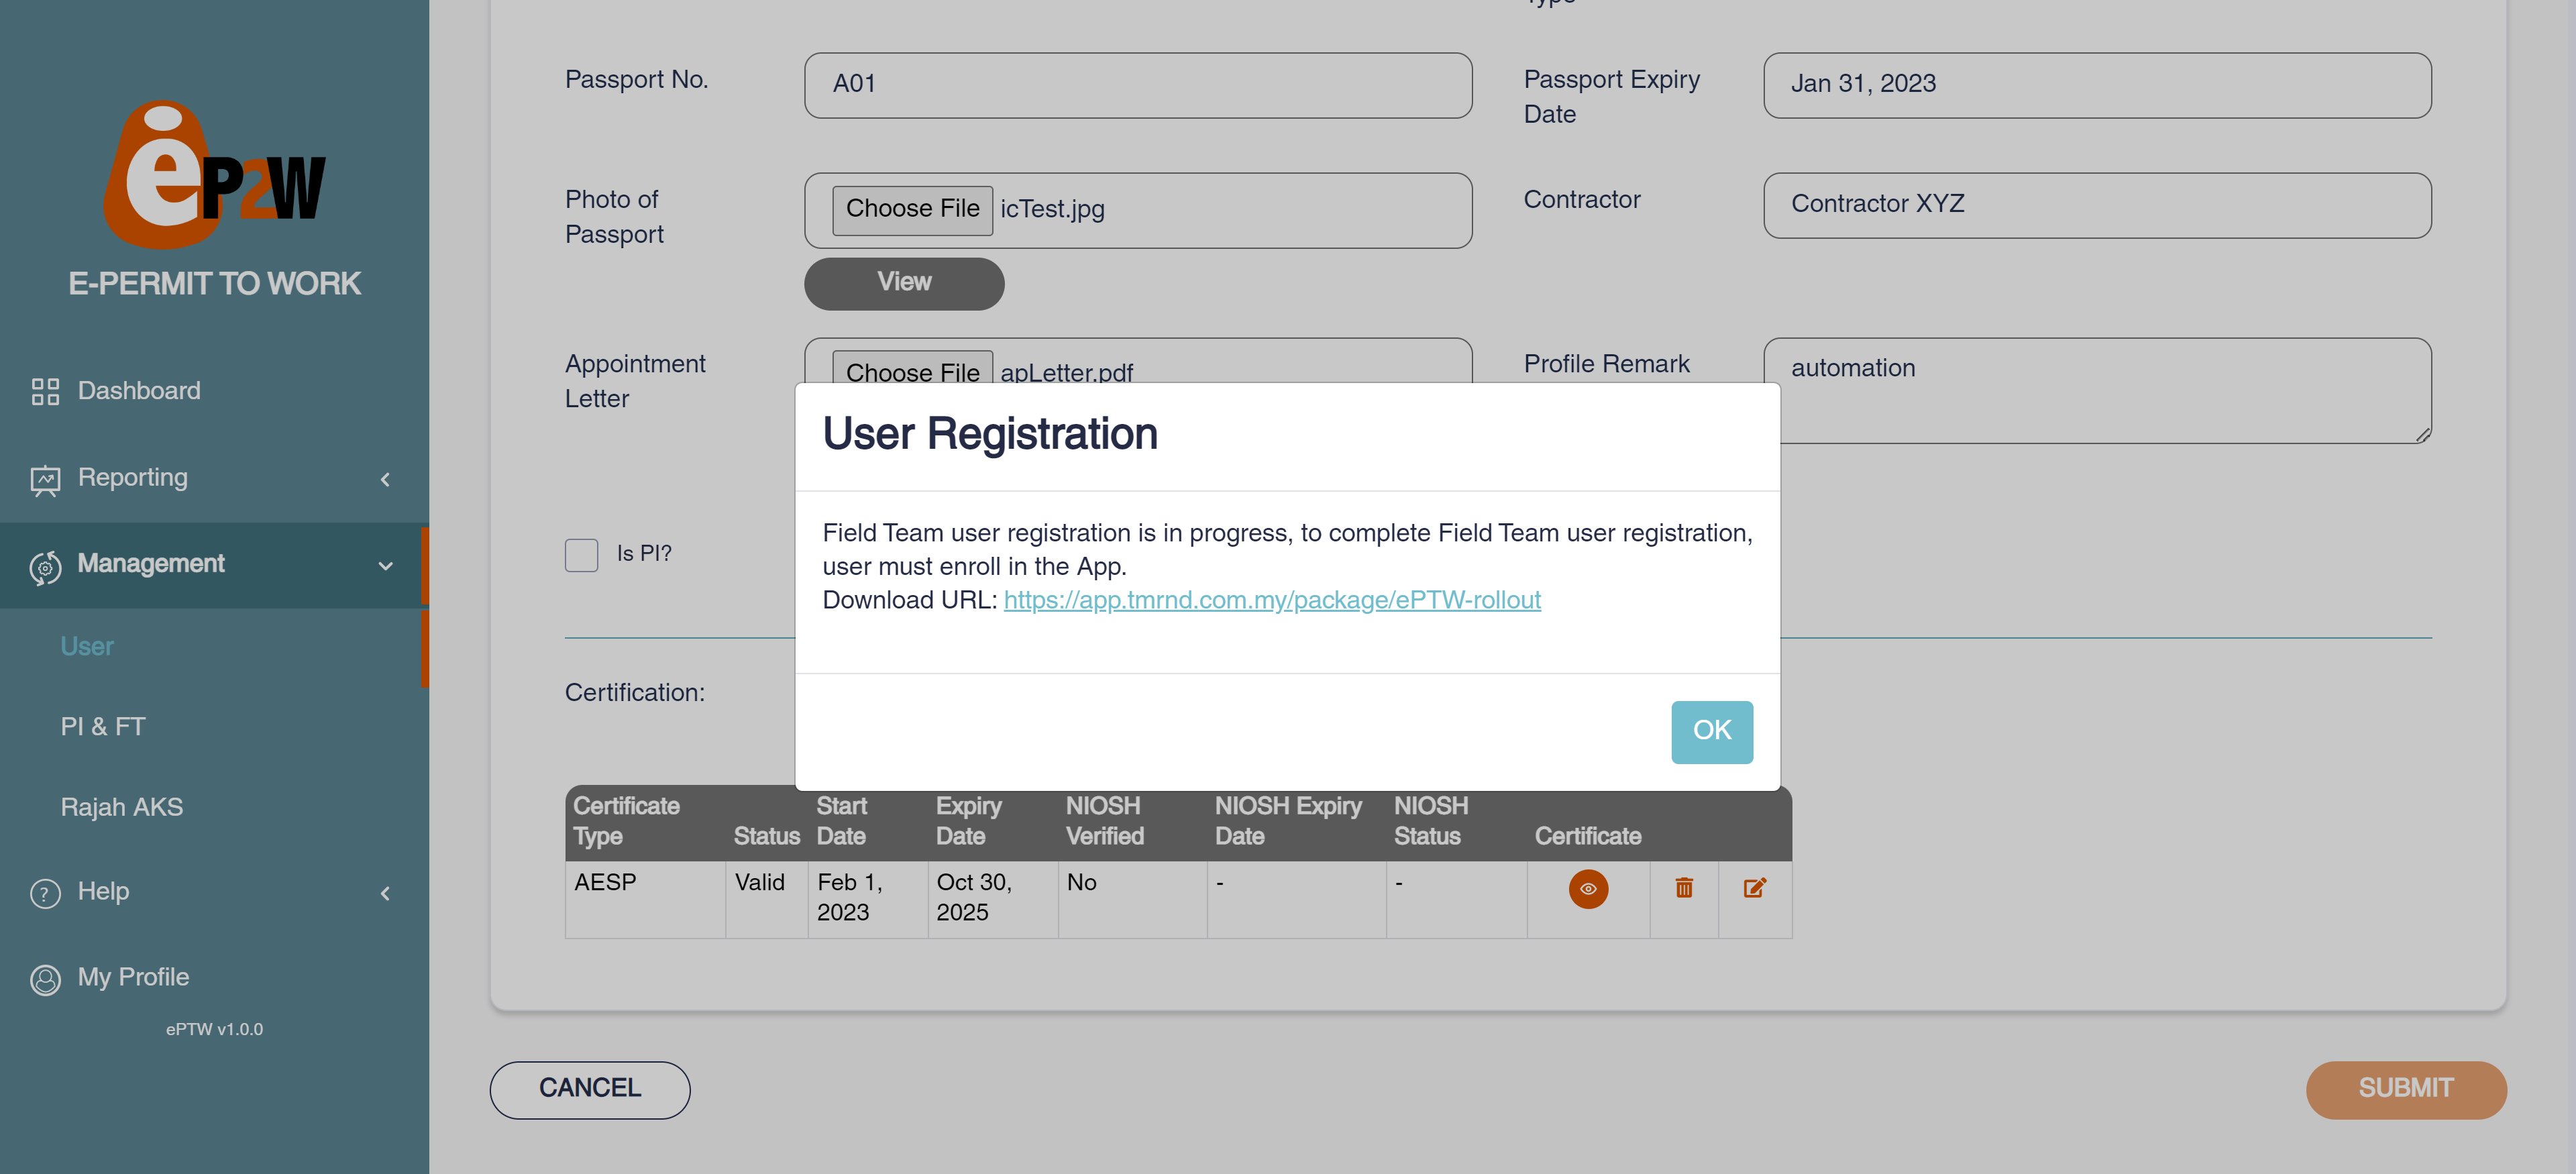 eP2W
E-PERMIT TO WORK
Dashboard
Reporting
Management
User
PI & FT
Rajah AKS
Help
My Profile
ePTW v1.0.0
Type
Passport No.
A01
Passport Expiry
Date
Jan 31, 2023
Photo of
Passport
Choose File icTest.jpg
View
Contractor
Contractor XYZ
Appointment
Letter
Choose File apLetter.pdf
Profile Remark
automation
Is PI?
User Registration
Field Team user registration is in progress, to complete Field Team user registration,
user must enroll in the App.
Download URL: https://app.tmrnd.com.my/package/ePTW-rollout
OK
Certification:
Certificate
Type
Status
Start
Date
Expiry
Date
NIOSH
Verified
NIOSH Expiry
Date
NIOSH
Status
Certificate
AESP
Valid
Feb 1,
2023
Oct 30,
2025
No
-
-
CANCEL
SUBMIT